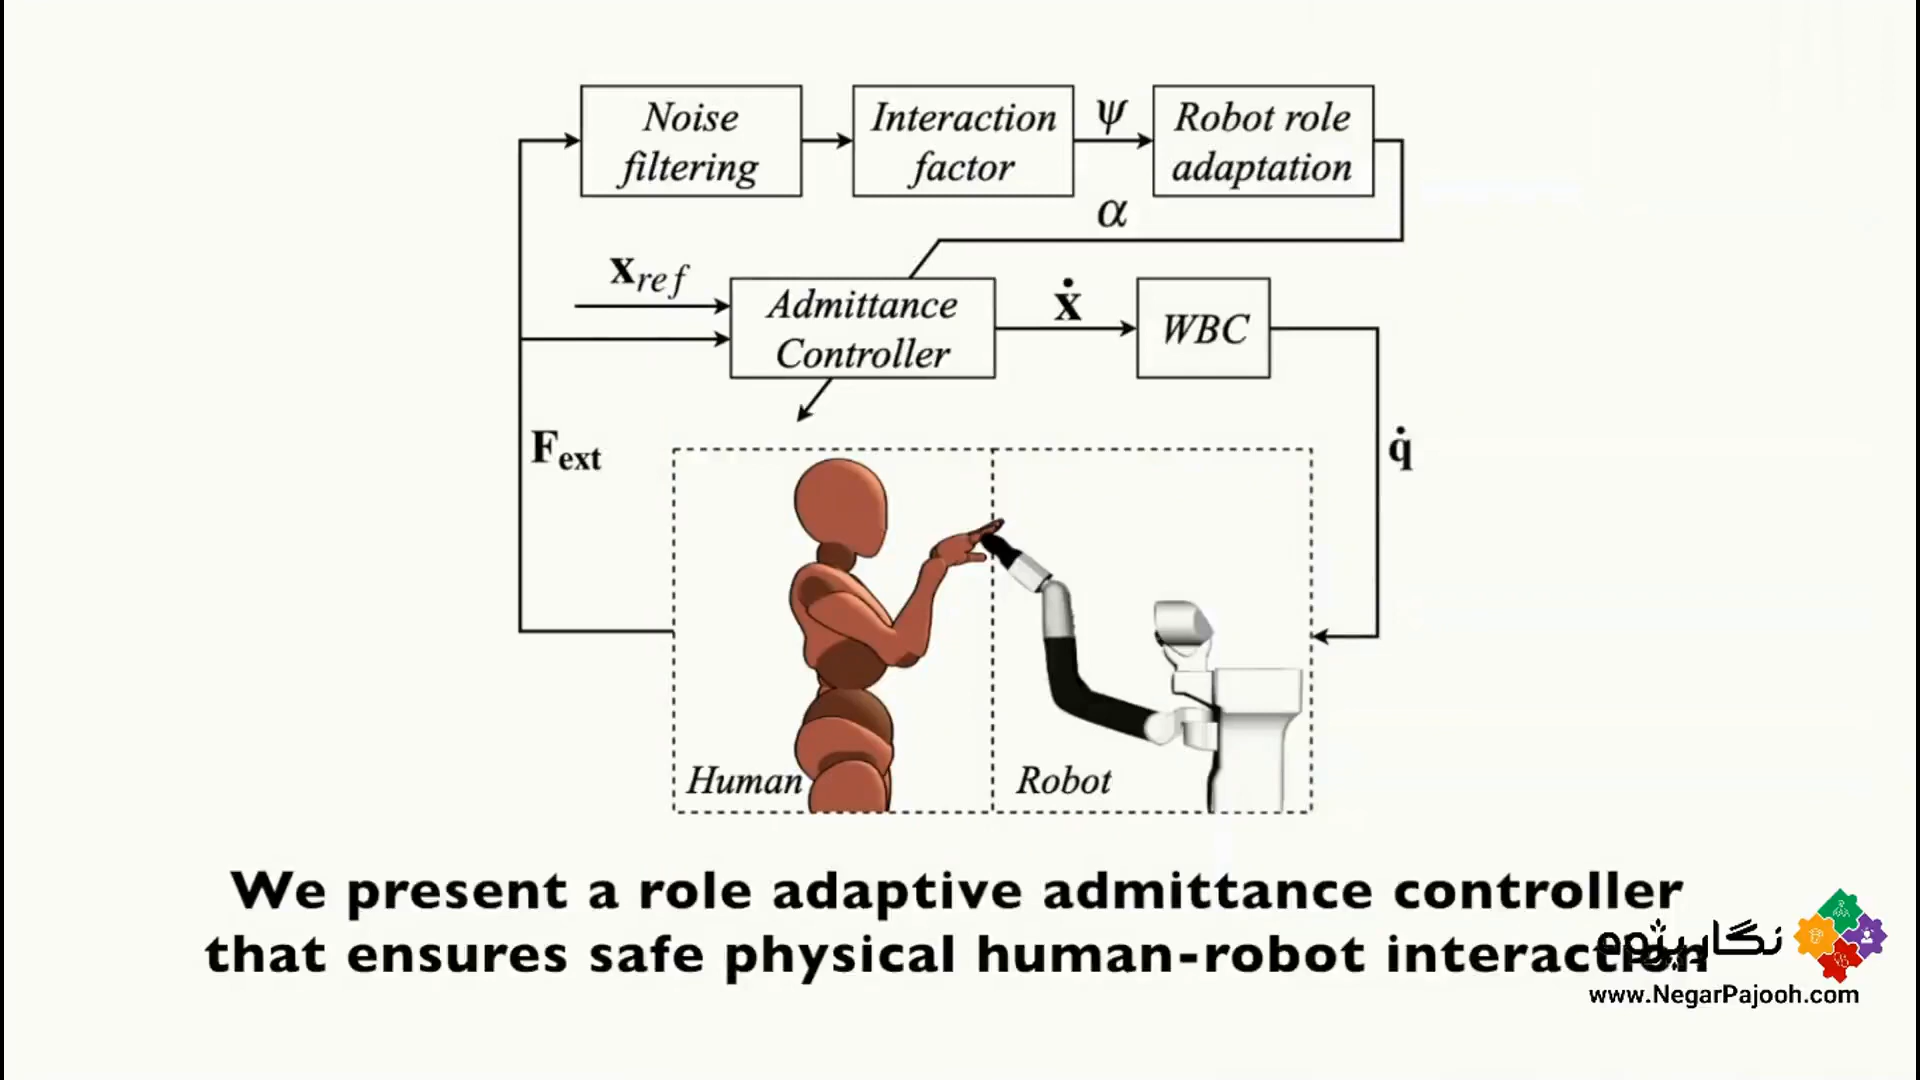 Noise
filtering
Interaction
factor
ψ
Robot role
adaptation
α
x_ref
Admittance
Controller
ẋ
WBC
F_ext
q̇
Human
Robot
We present a role adaptive admittance controller
that ensures safe physical human-robot interaction
نگارپژوه
www.NegarPajooh.com